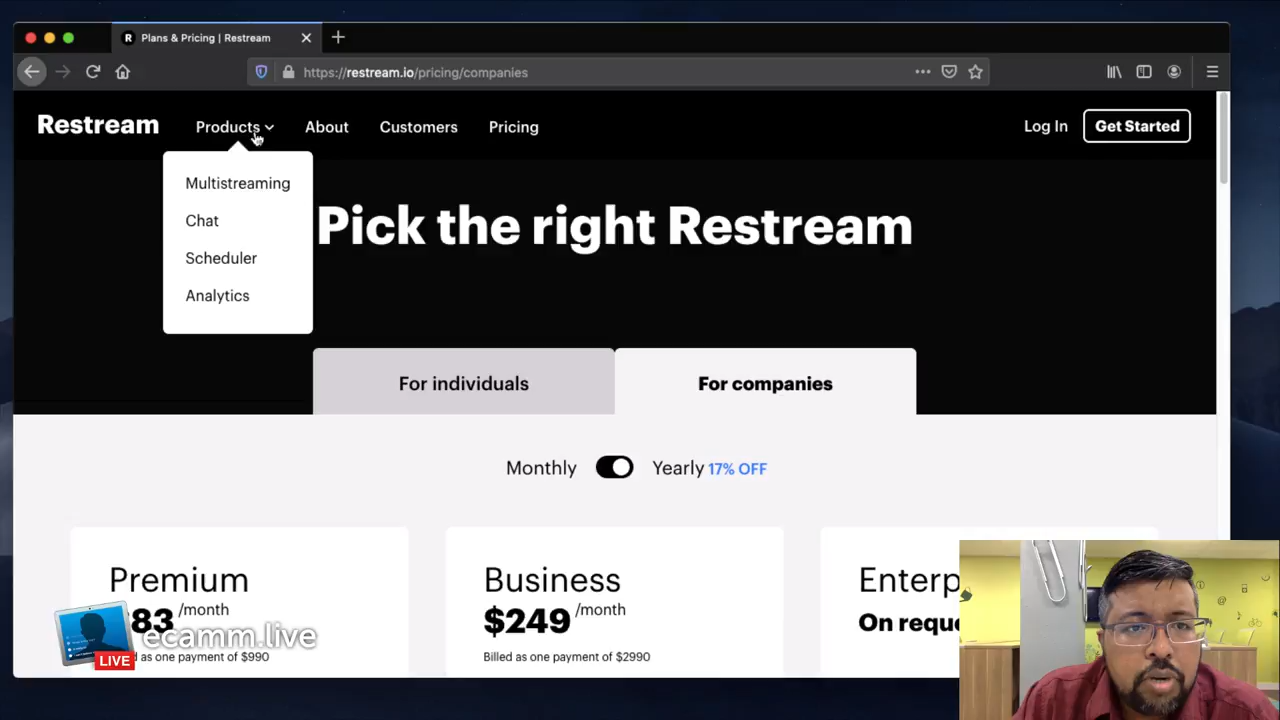 R Plans & Pricing | Restream
https://restream.io/pricing/companies
Restream
Products
About
Customers
Pricing
Log In
Get Started
Multistreaming
Chat
Scheduler
Analytics
Pick the right Restream
For individuals
For companies
Monthly
Yearly 17% OFF
Premium
83 /month
d as one payment of $990
Business
$249 /month
Billed as one payment of $2990
Enterp
On requ
ecamm.live
LIVE